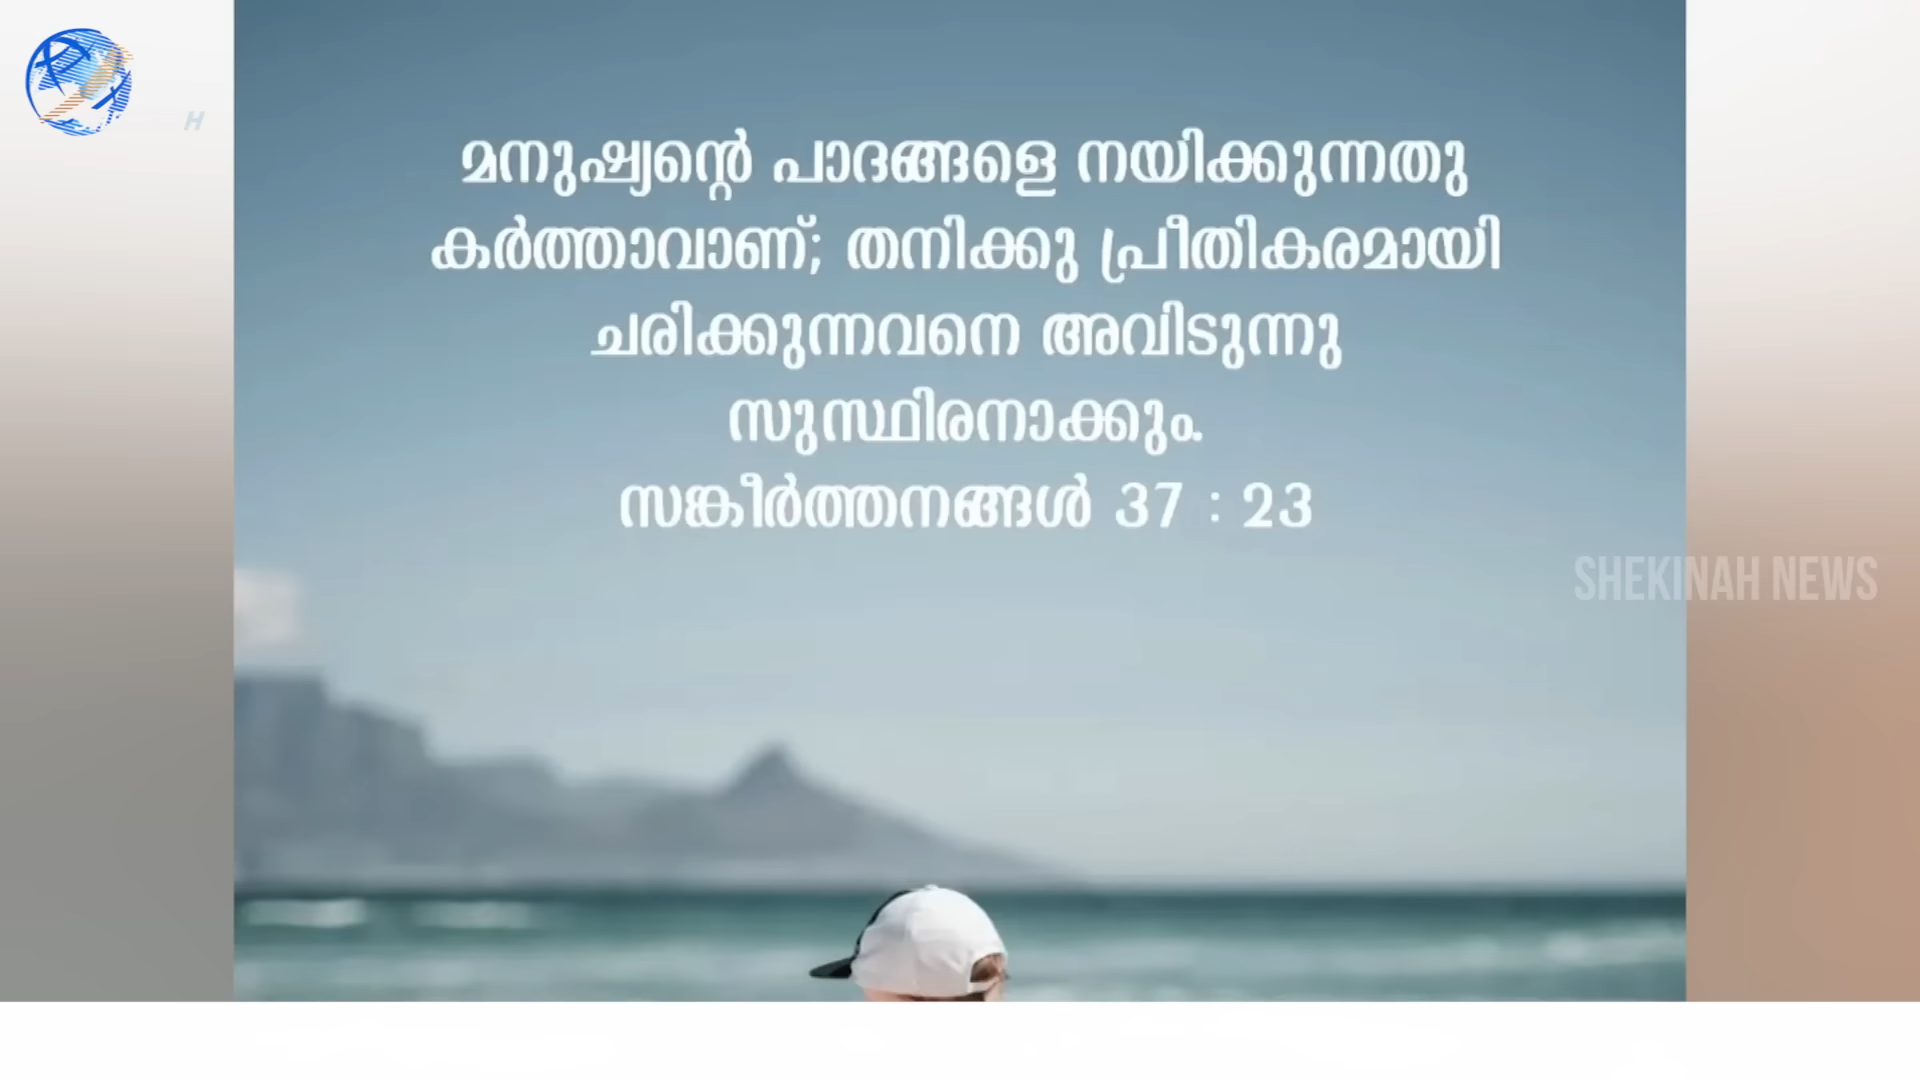 മനുഷ്യന്റെ പാദങ്ങളെ നയിക്കുന്നതു
കർത്താവാണ്; തനിക്കു പ്രീതികരമായി
ചരിക്കുന്നവനെ അവിടുന്നു
സുസ്ഥിരനാക്കും.
സങ്കീർത്തനങ്ങൾ 37 : 23
SHEKINAH NEWS
H